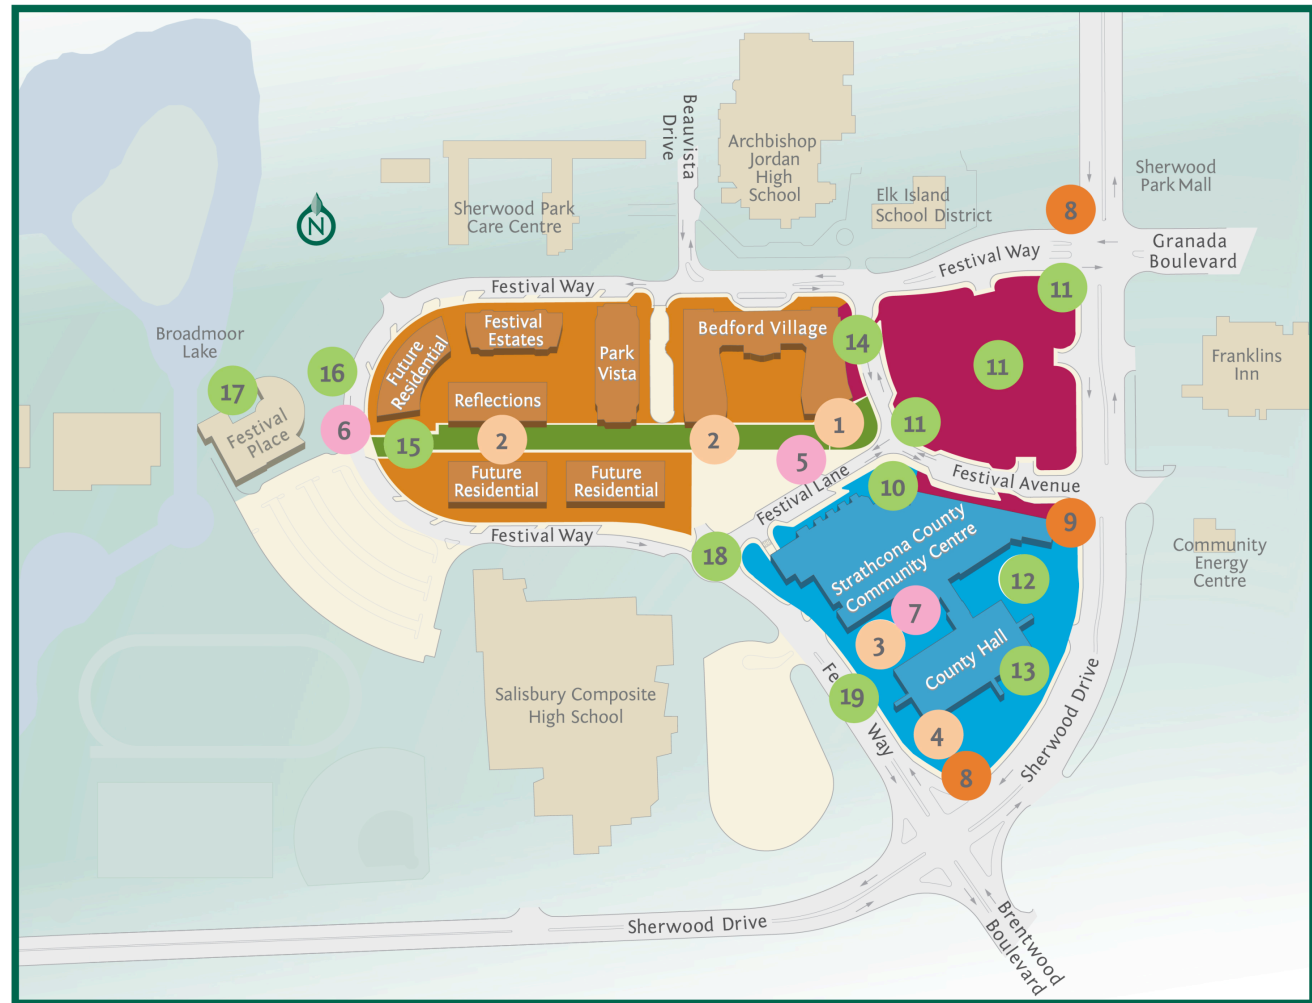 Beauvista
Drive
Archbishop
Jordan
High
School
Sherwood
Park Mall
Elk Island
School District
8
Sherwood Park
Care Centre
N
Granada
Boulevard
Festival Way
Festival Way
11
Festival
Estates
Bedford Village
Park
Vista
14
Future
Residential
Broadmoor
Lake
Franklins
Inn
11
16
17
Reflections
Festival
Place
6
15
2
2
1
11
5
Future
Residential
Future
Residential
Festival Lane
10
Festival Avenue
9
Festival Way
18
Strathcona County
Community Centre
Community
Energy
Centre
12
7
3
County Hall
13
Salisbury Composite
High School
Fe
19
Way
4
8
Sherwood Drive
Sherwood Drive
Brentwood
Boulevard